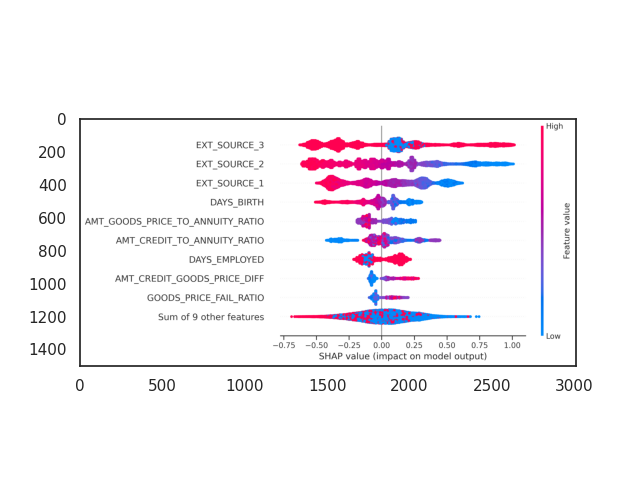 0
200
400
600
800
1000
1200
1400
0 500 1000 1500 2000 2500 3000
High
EXT_SOURCE_3
EXT_SOURCE_2
EXT_SOURCE_1
DAYS_BIRTH
AMT_GOODS_PRICE_TO_ANNUITY_RATIO
AMT_CREDIT_TO_ANNUITY_RATIO
DAYS_EMPLOYED
AMT_CREDIT_GOODS_PRICE_DIFF
GOODS_PRICE_FAIL_RATIO
Sum of 9 other features
Feature value
Low
−0.75 −0.50 −0.25 0.00 0.25 0.50 0.75 1.00
SHAP value (impact on model output)